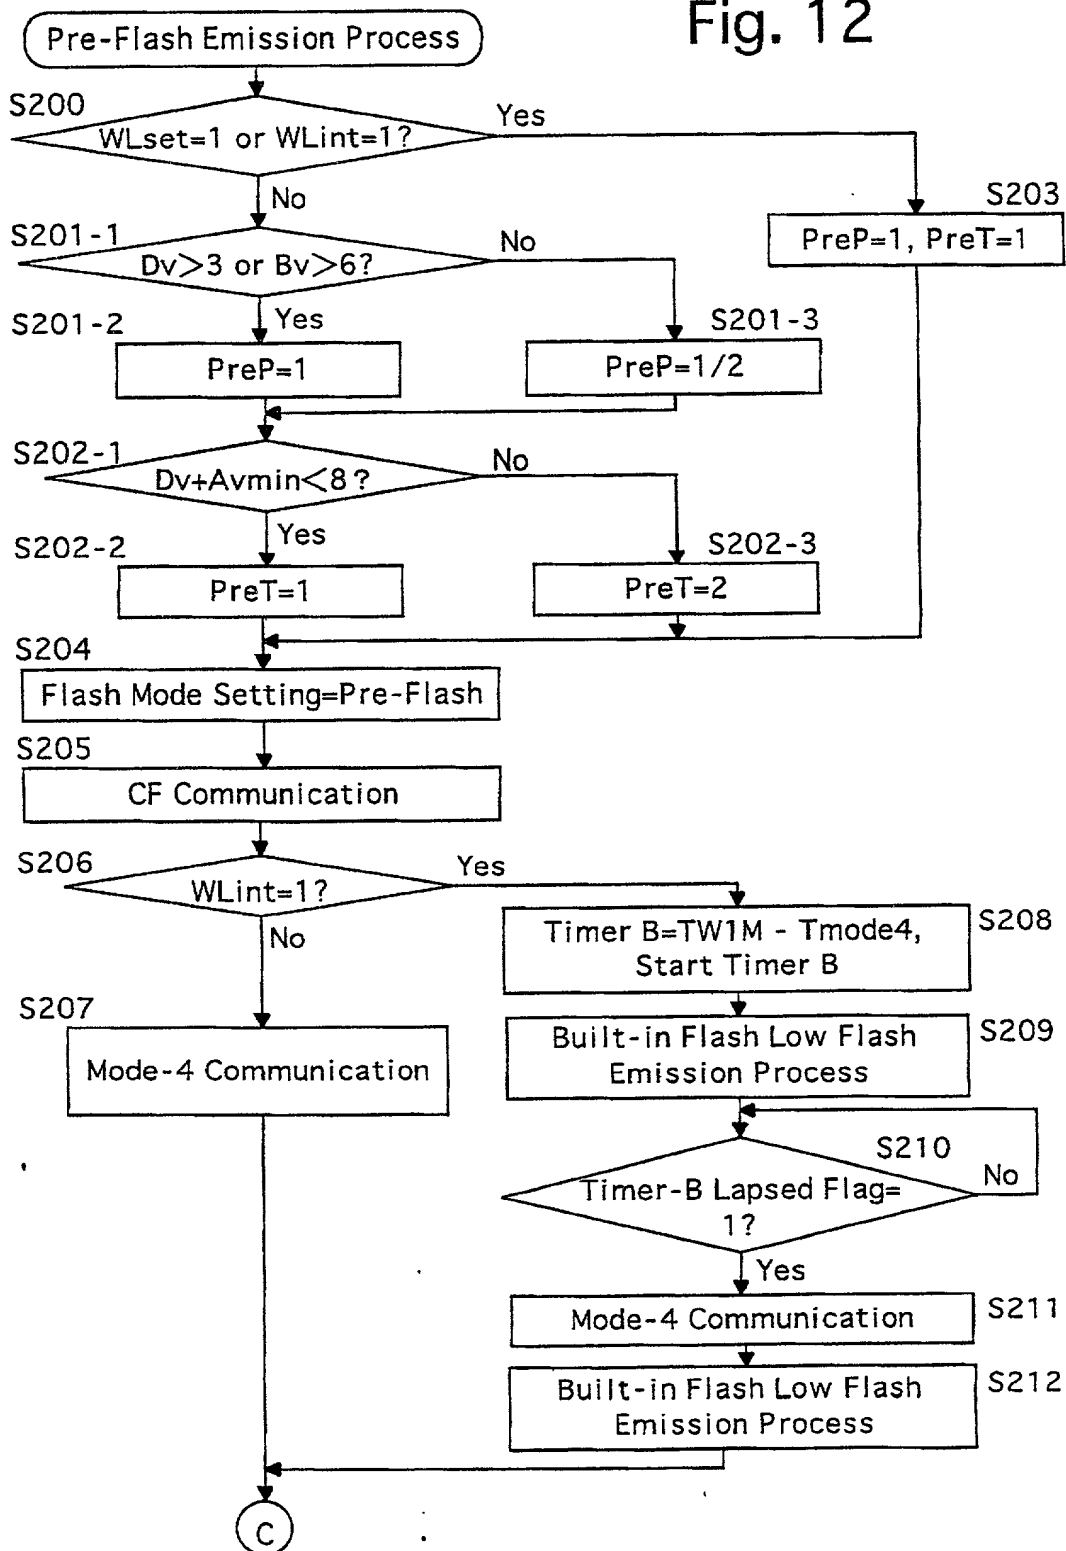 Fig. 12
Pre-Flash Emission Process
S200
WLset=1 or WLint=1?
Yes
No
S203
PreP=1, PreT=1
S201-1
Dv>3 or Bv>6?
No
Yes
S201-2
PreP=1
S201-3
PreP=1/2
S202-1
Dv+Avmin<8?
No
Yes
S202-2
PreT=1
S202-3
PreT=2
S204
Flash Mode Setting=Pre-Flash
S205
CF Communication
S206
WLint=1?
Yes
No
S207
Mode-4 Communication
S208
Timer B=TW1M - Tmode4,
Start Timer B
S209
Built-in Flash Low Flash
Emission Process
S210
Timer-B Lapsed Flag=
1?
No
Yes
S211
Mode-4 Communication
S212
Built-in Flash Low Flash
Emission Process
C